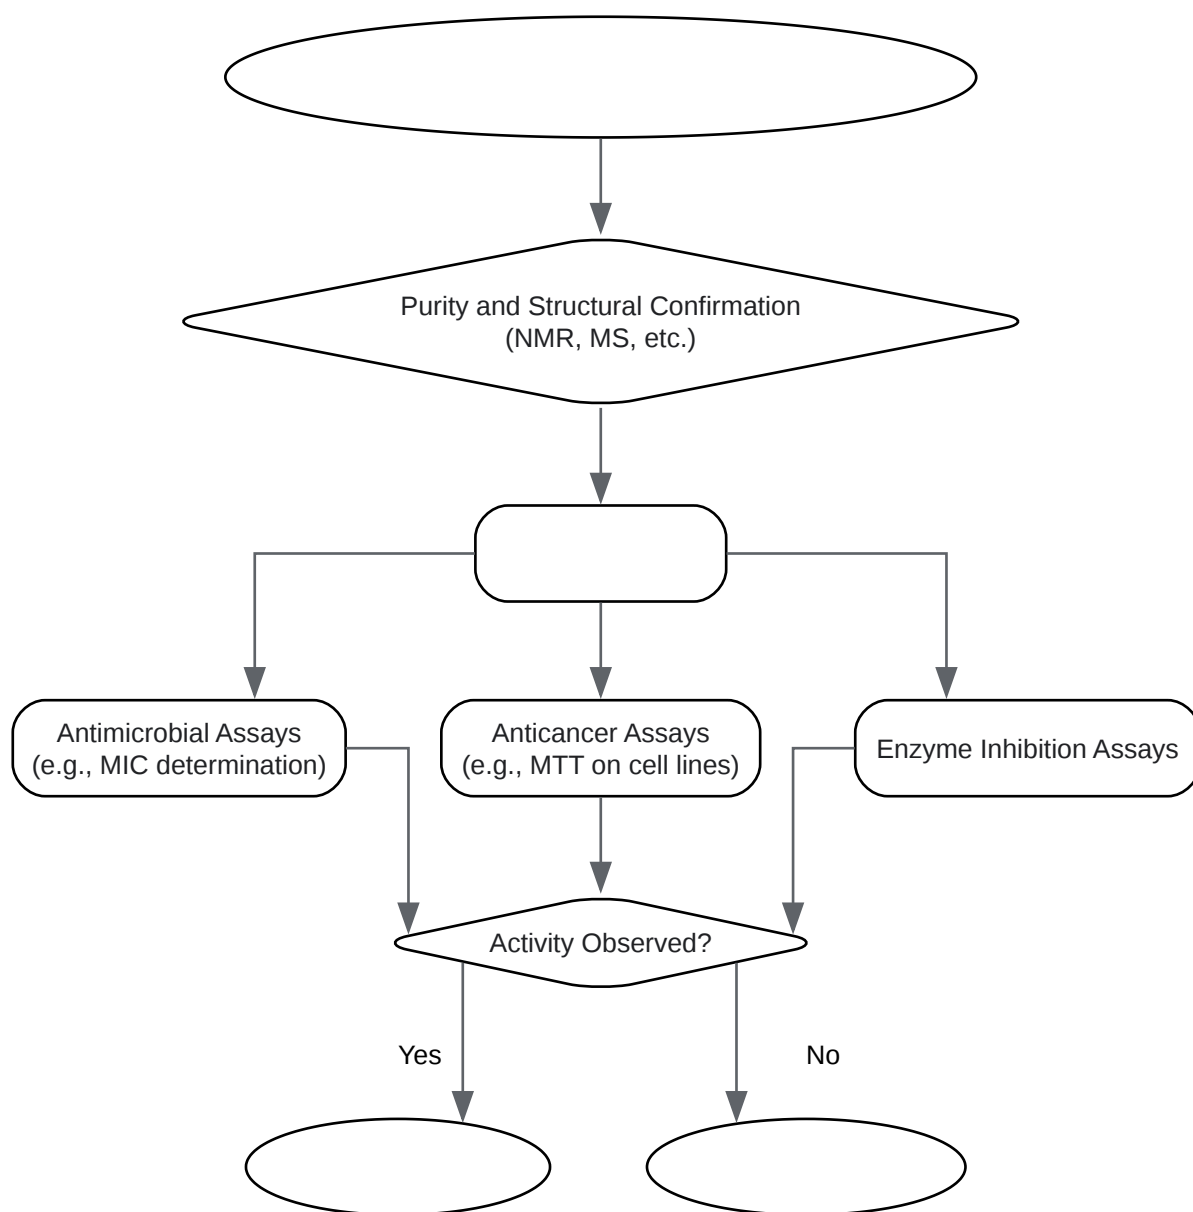 Purity and Structural Confirmation
(NMR, MS, etc.)
Antimicrobial Assays
(e.g., MIC determination)
Anticancer Assays
(e.g., MTT on cell lines)
Enzyme Inhibition Assays
Activity Observed?
Yes
No